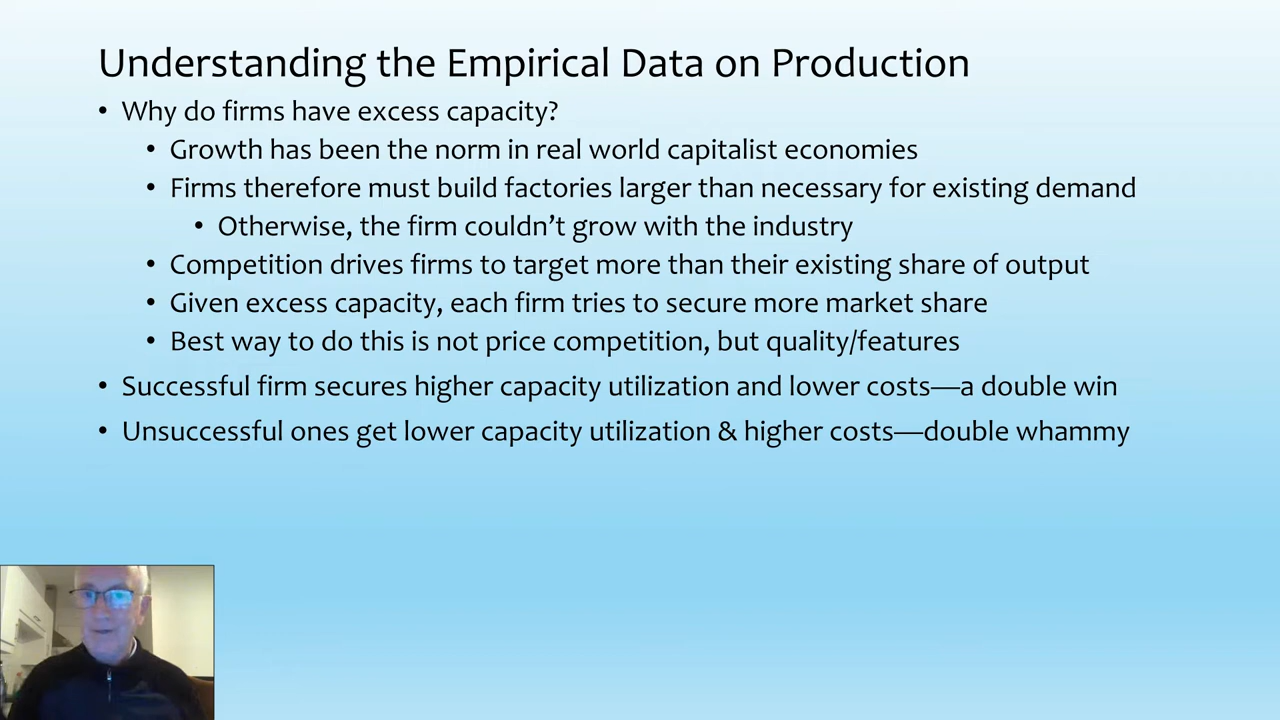 Understanding the Empirical Data on Production
• Why do firms have excess capacity?
• Growth has been the norm in real world capitalist economies
• Firms therefore must build factories larger than necessary for existing demand
• Otherwise, the firm couldn’t grow with the industry
• Competition drives firms to target more than their existing share of output
• Given excess capacity, each firm tries to secure more market share
• Best way to do this is not price competition, but quality/features
• Successful firm secures higher capacity utilization and lower costs—a double win
• Unsuccessful ones get lower capacity utilization & higher costs—double whammy